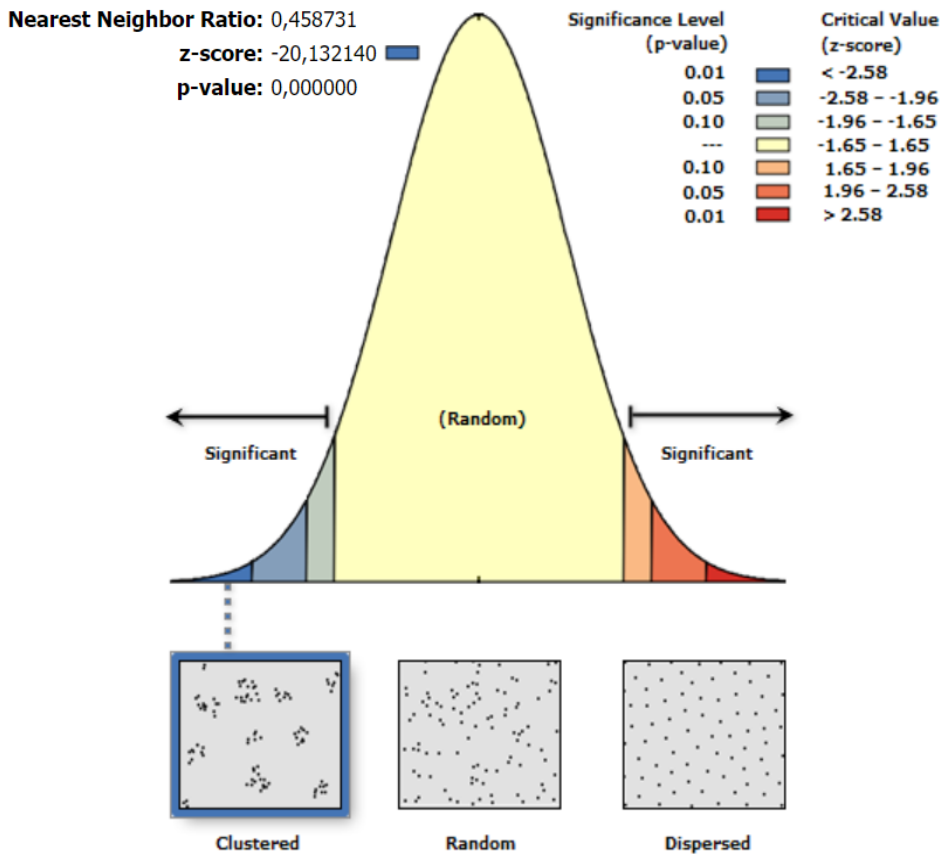 Nearest Neighbor Ratio: 0,458731
z-score: -20,132140
p-value: 0,000000
Significance Level
(p-value)
Critical Value
(z-score)
0.01 < -2.58
0.05 -2.58 – -1.96
0.10 -1.96 – -1.65
--- -1.65 – 1.65
0.10 1.65 – 1.96
0.05 1.96 – 2.58
0.01 > 2.58
(Random)
Significant
Significant
Clustered
Random
Dispersed